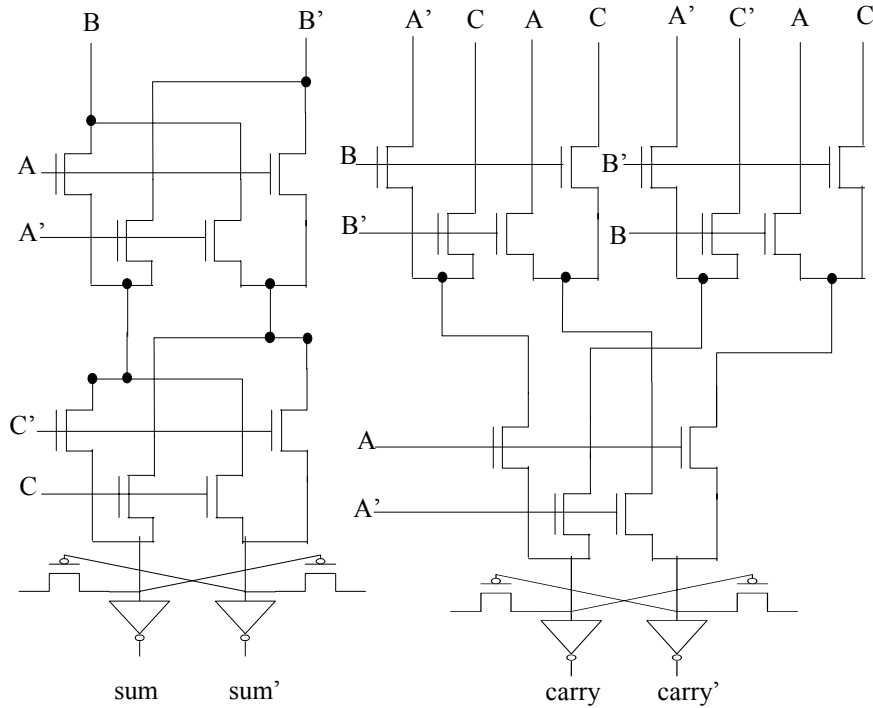 B B’ A’ C A C A’ C’ A C
A B B’
A’ B’ B
C’ A
C A’
sum sum’ carry carry’